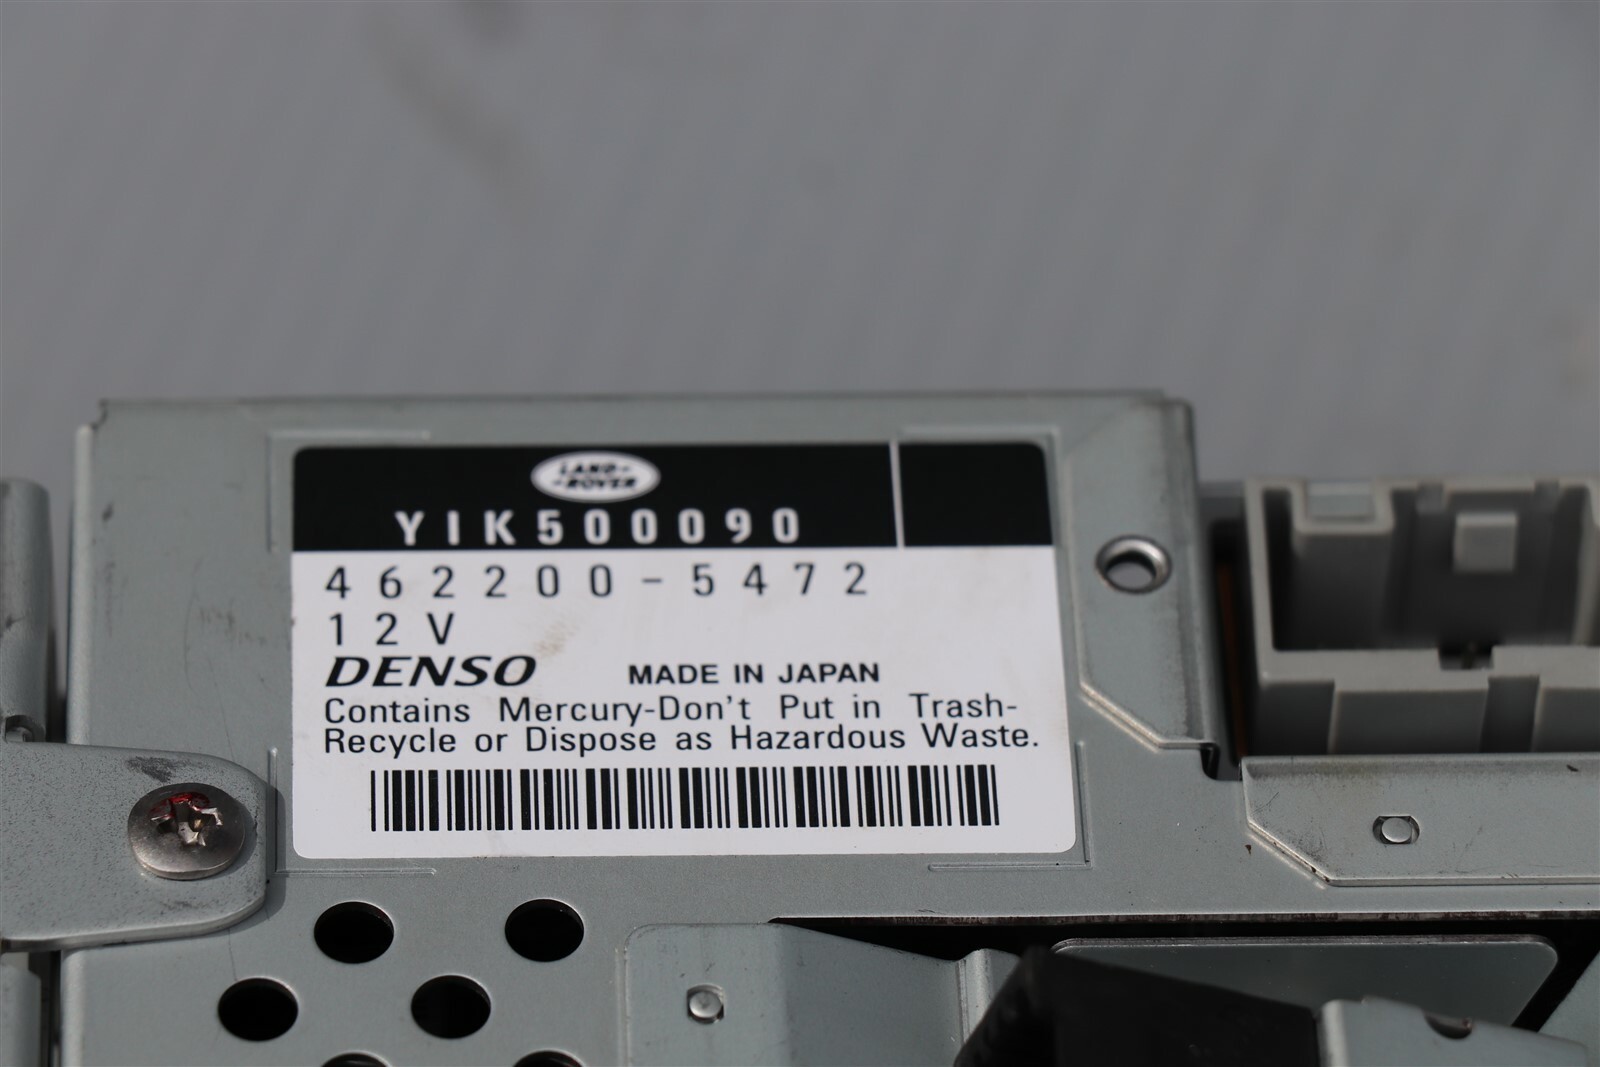 LAND-
-ROVER
YIK500090
462200-5472
12V
DENSO MADE IN JAPAN
Contains Mercury-Don't Put in Trash-
Recycle or Dispose as Hazardous Waste.